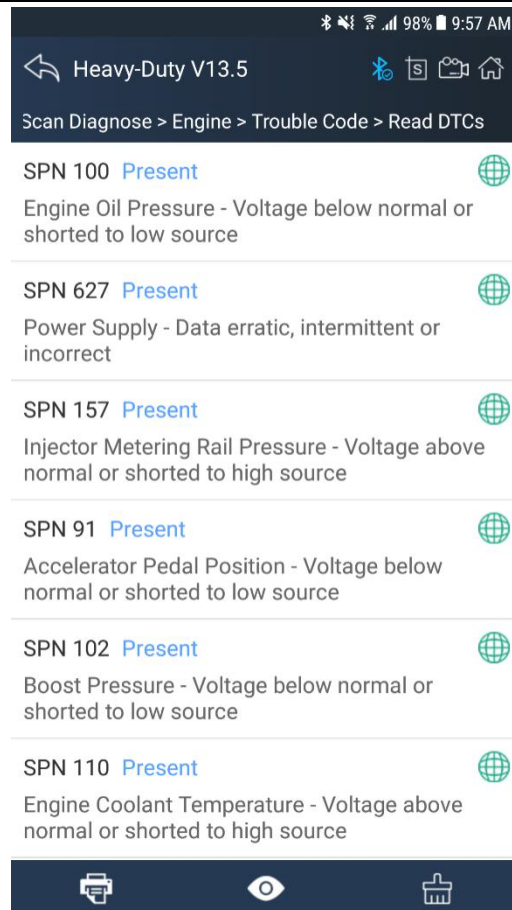 98% 9:57 AM
Heavy-Duty V13.5
S
Scan Diagnose > Engine > Trouble Code > Read DTCs
SPN 100 Present
Engine Oil Pressure - Voltage below normal or
shorted to low source
SPN 627 Present
Power Supply - Data erratic, intermittent or
incorrect
SPN 157 Present
Injector Metering Rail Pressure - Voltage above
normal or shorted to high source
SPN 91 Present
Accelerator Pedal Position - Voltage below
normal or shorted to low source
SPN 102 Present
Boost Pressure - Voltage below normal or
shorted to low source
SPN 110 Present
Engine Coolant Temperature - Voltage above
normal or shorted to high source